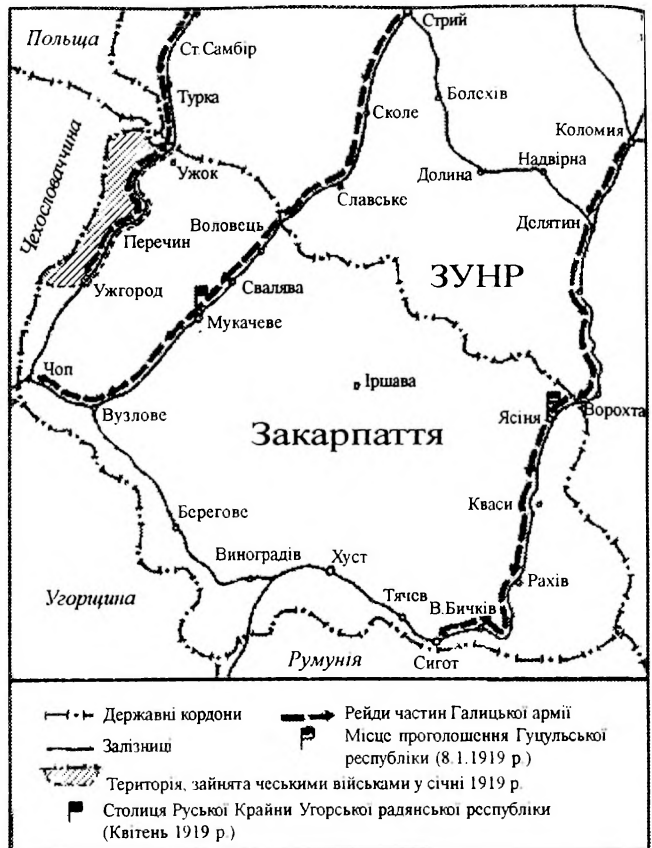 Польща
Ст.Самбір
Стрий
Турка
Сколе
Болєхів
Коломия
Чехословаччина
Ужок
Долина
Надвірна
Славське
Делятин
Перечин
Воловець
ЗУНР
Ужгород
Свалява
Мукачеве
Чоп
Іршава
Вузлове
Ясіня
Ворохта
Закарпаття
Кваси
Берегове
Виноградів
Хуст
Рахів
Угорщина
Тячев
В.Бичків
Румунія
Сигот
Державні кордони
Рейди частин Галицької армії
Залізниці
Місце проголошення Гуцульської
республіки (8.1.1919 р.)
Територія, зайнята чеськими військами у січні 1919 р.
Столиця Руської Крайни Угорської радянської республіки
(Квітень 1919 р.)